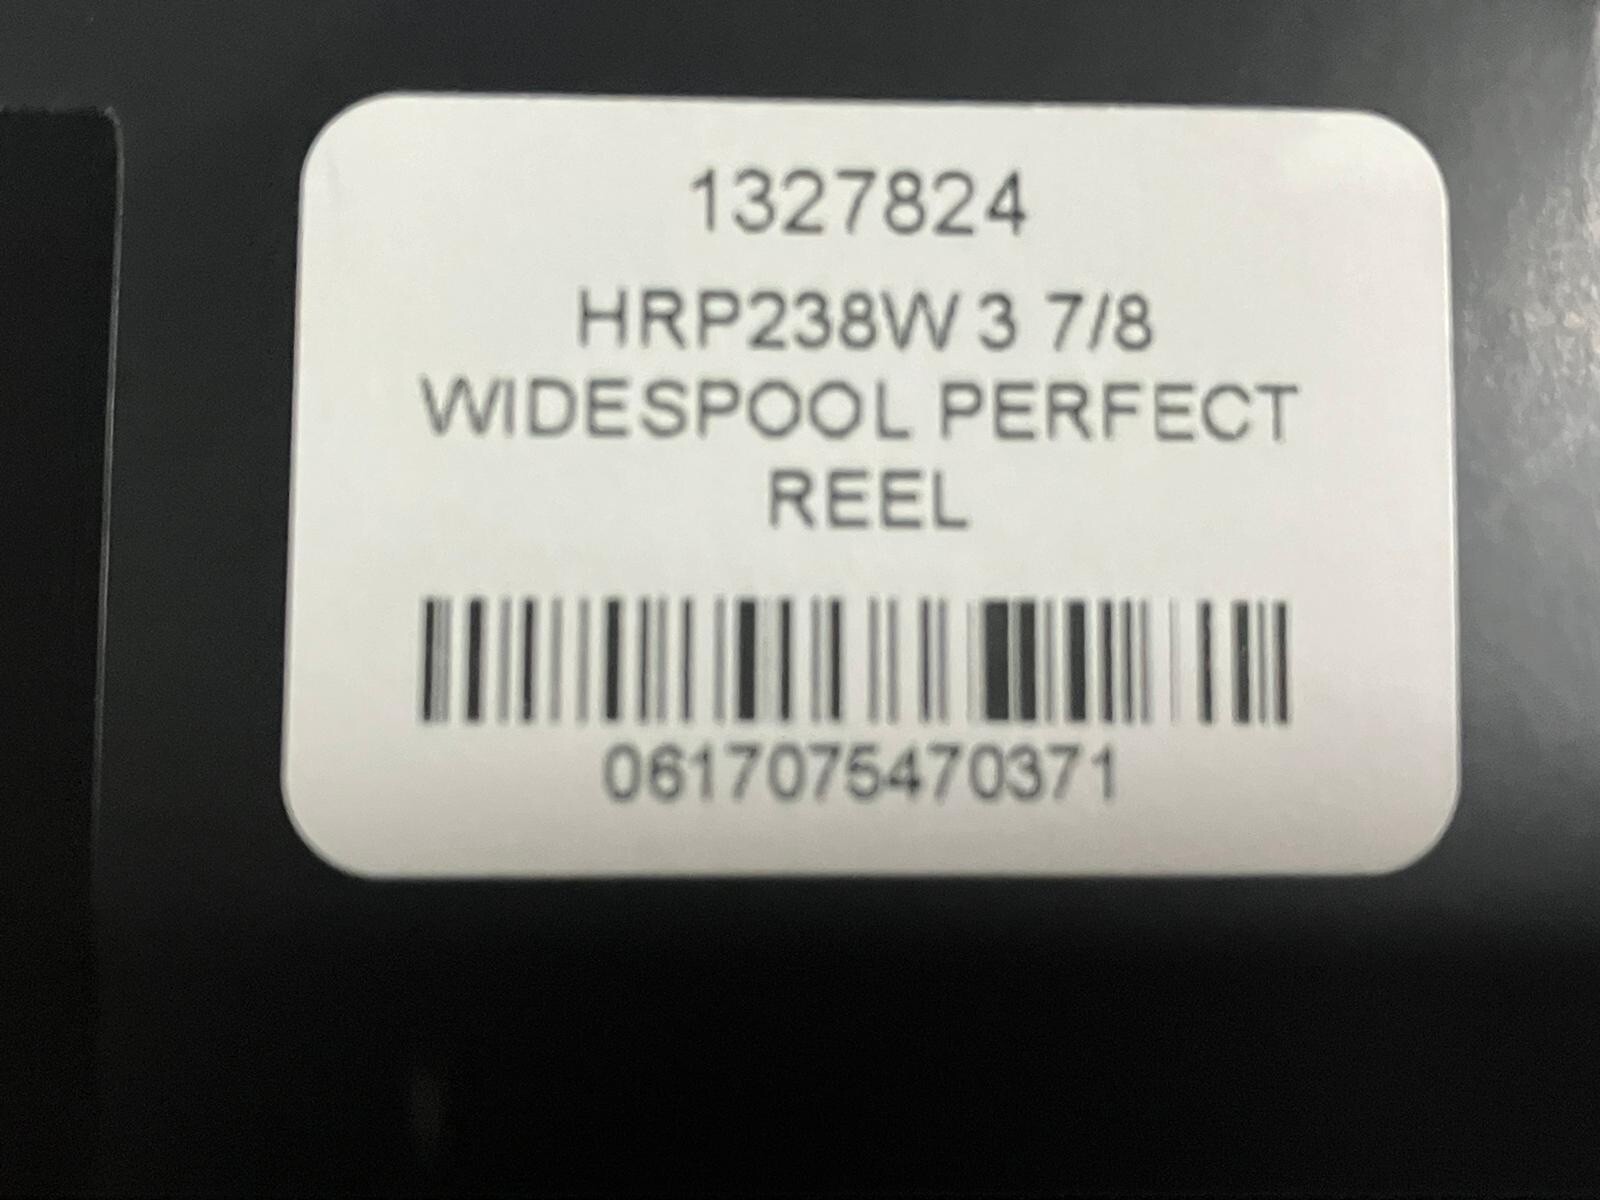 1327824
HRP238W 3 7/8
WIDESPOOL PERFECT
REEL
0617075470371